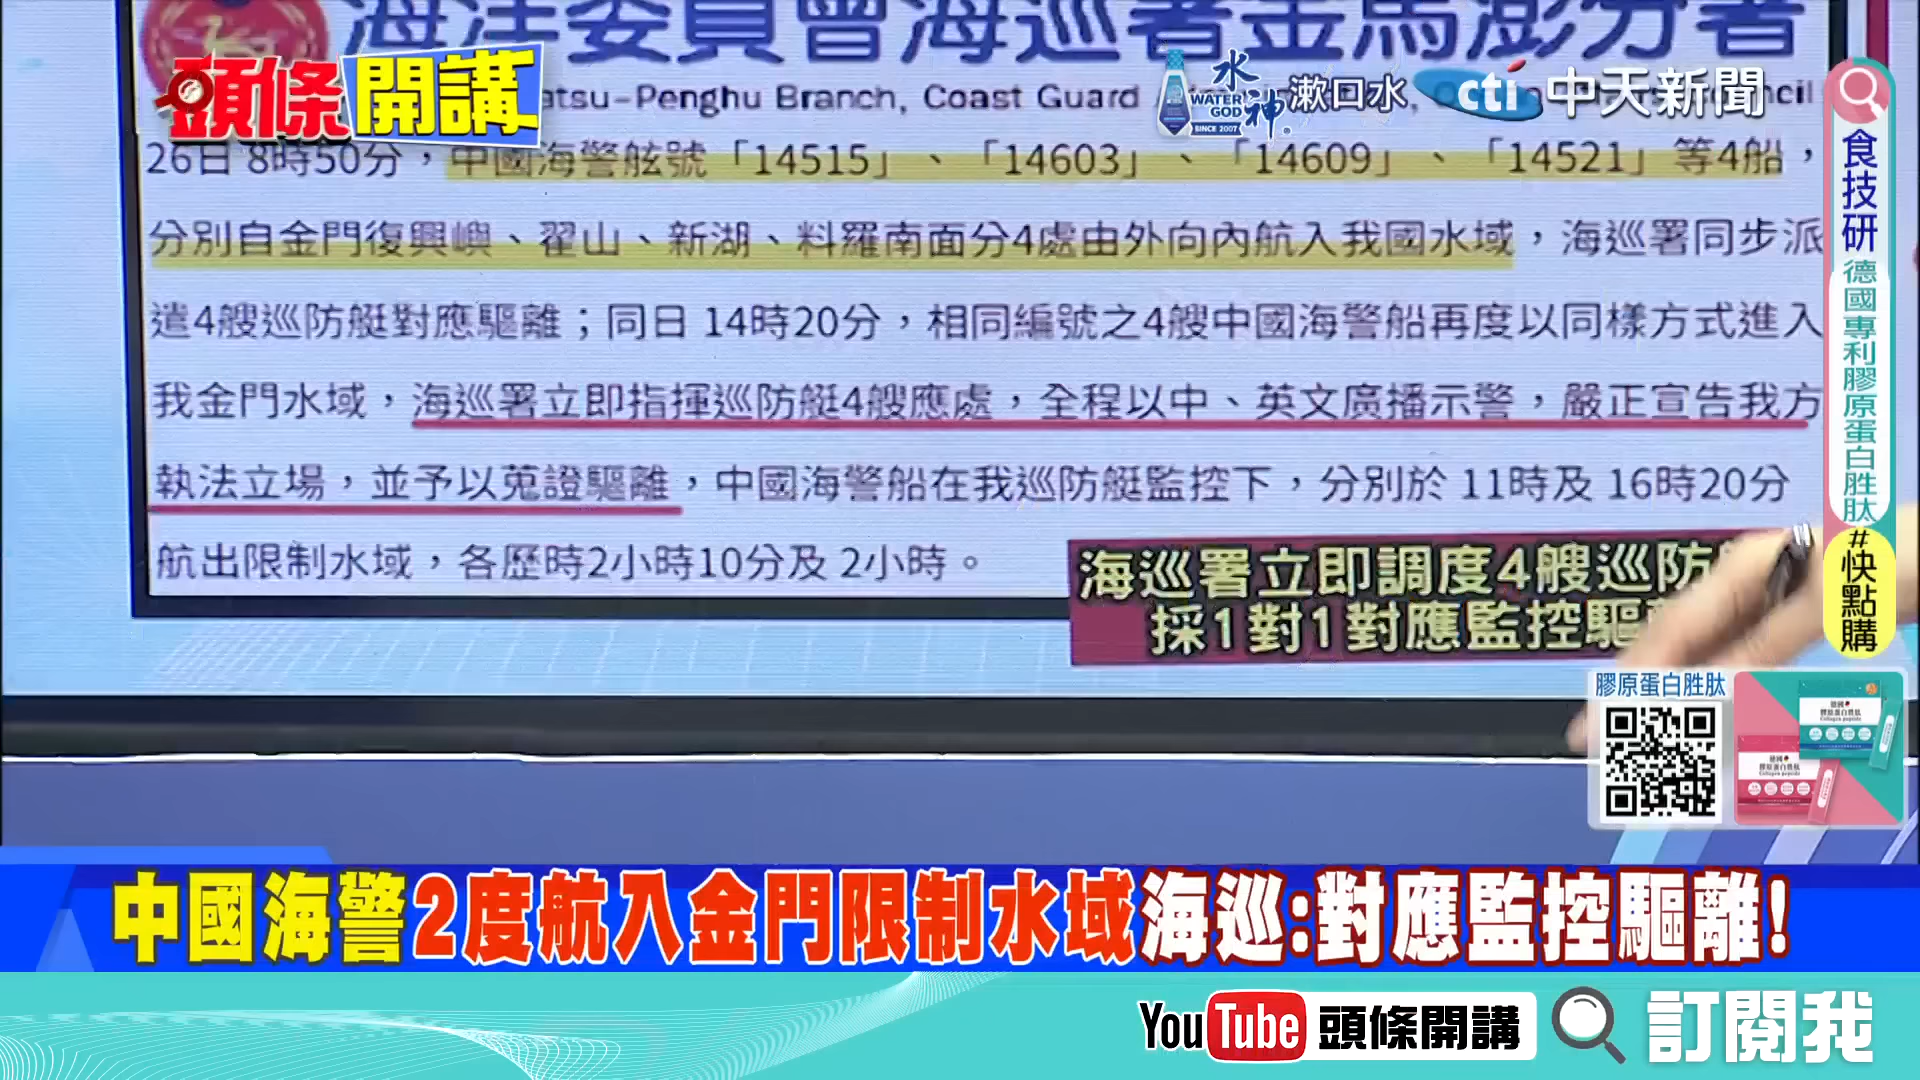 海洋委員會海巡署金馬澎分署
頭條開講
atsu-Penghu Branch, Coast Guard
水神
WATER GOD
SINCE 2007
漱口水
cti 中天新聞
26日 8時50分，中國海警舷號「14515」、「14603」、「14609」、「14521」等4船，
分別自金門復興嶼、翟山、新湖、料羅南面分4處由外向內航入我國水域，海巡署同步派
遣4艘巡防艇對應驅離；同日 14時20分，相同編號之4艘中國海警船再度以同樣方式進入
我金門水域，海巡署立即指揮巡防艇4艘應處，全程以中、英文廣播示警，嚴正宣告我方
執法立場，並予以蒐證驅離，中國海警船在我巡防艇監控下，分別於 11時及 16時20分
航出限制水域，各歷時2小時10分及 2小時。
海巡署立即調度4艘巡防
採1對1對應監控驅
食技研
德國專利膠原蛋白胜肽
#快點購
膠原蛋白胜肽
中國海警2度航入金門限制水域海巡:對應監控驅離!
YouTube 頭條開講
訂閱我